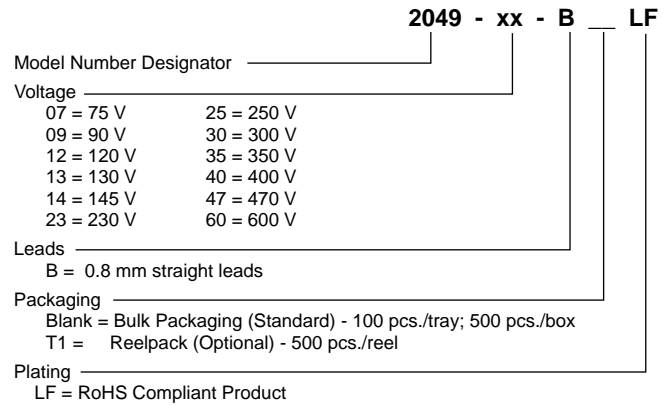 2049 - xx - B __ LF
Model Number Designator
Voltage
07 = 75 V 25 = 250 V
09 = 90 V 30 = 300 V
12 = 120 V 35 = 350 V
13 = 130 V 40 = 400 V
14 = 145 V 47 = 470 V
23 = 230 V 60 = 600 V
Leads
B = 0.8 mm straight leads
Packaging
Blank = Bulk Packaging (Standard) - 100 pcs./tray; 500 pcs./box
T1 = Reelpack (Optional) - 500 pcs./reel
Plating
LF = RoHS Compliant Product